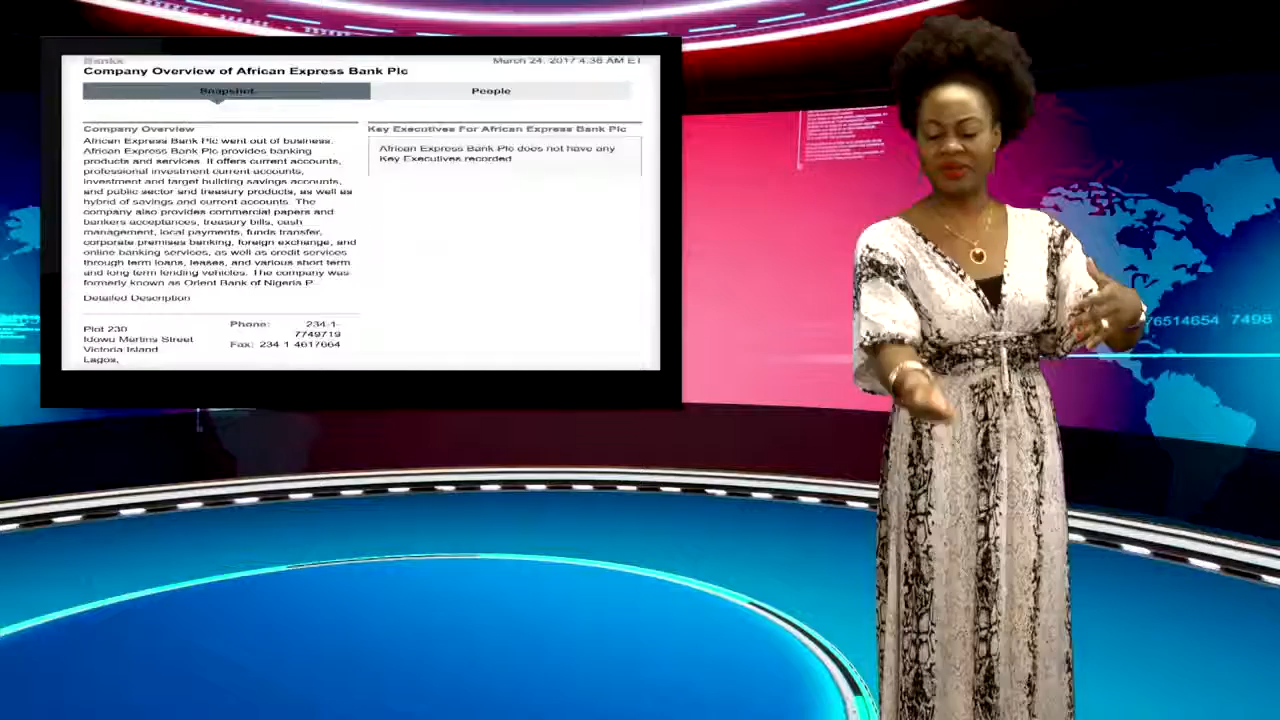 Banks
March 24, 2017 4:36 AM ET
Company Overview of African Express Bank Plc
Snapshot
People
Company Overview
African Express Bank Plc went out of business.
African Express Bank Plc provides banking
products and services. It offers current accounts,
professional investment current accounts,
investment and target building savings accounts,
and public sector and treasury products, as well as
hybrid of savings and current accounts. The
company also provides commercial papers and
bankers acceptances, treasury bills, cash
management, local payments, funds transfer,
corporate premises banking, foreign exchange, and
online banking services, as well as credit services
through term loans, leases, and various short term
and long term lending vehicles. The company was
formerly known as Orient Bank of Nigeria P
Detailed Description
Plot 230
Idowu Martins Street
Victoria Island
Lagos,
Phone: 234-1-
7749719
Fax: 234 1 4617664
Key Executives For African Express Bank Plc
African Express Bank Plc does not have any
Key Executives recorded
76514654 7498